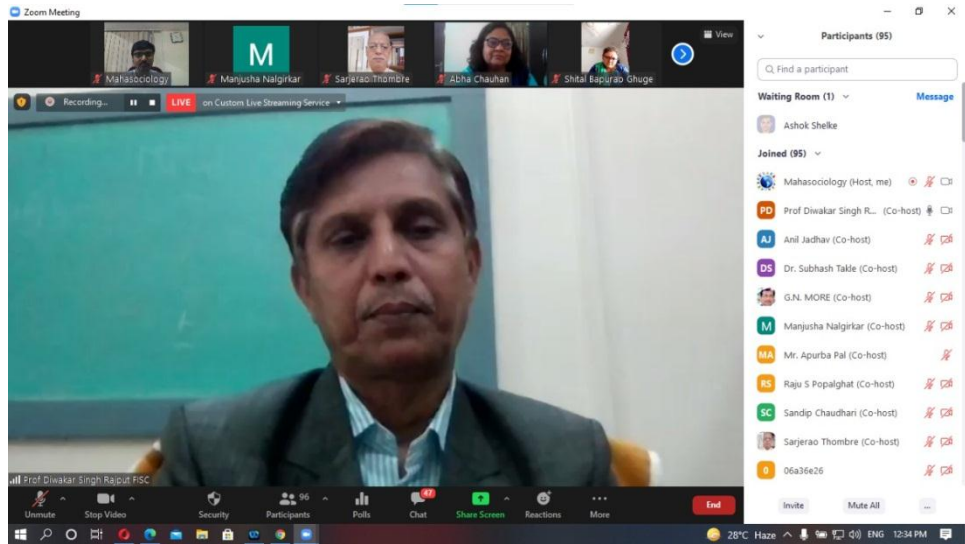 Zoom Meeting
Mahasociology
M
Manjusha Nalgirkar
Sarjerao Thombre
Abha Chauhan
Shital Bapurao Ghuge
View
Recording...
LIVE
on Custom Live Streaming Service
Prof Diwakar Singh Rajput FISC
Unmute
Stop Video
Security
96
Participants
Polls
47
Chat
Share Screen
Reactions
More
End
Participants (95)
Find a participant
Waiting Room (1)
Message
Ashok Shelke
Joined (95)
Mahasociology (Host, me)
PD Prof Diwakar Singh R... (Co-host)
AJ Anil Jadhav (Co-host)
DS Dr. Subhash Takle (Co-host)
G.N. MORE (Co-host)
M Manjusha Nalgirkar (Co-host)
MA Mr. Apurba Pal (Co-host)
RS Raju S Popalghat (Co-host)
SC Sandip Chaudhari (Co-host)
Sarjerao Thombre (Co-host)
0 06a36e26
Invite
Mute All
...
28°C Haze
ENG
12:34 PM